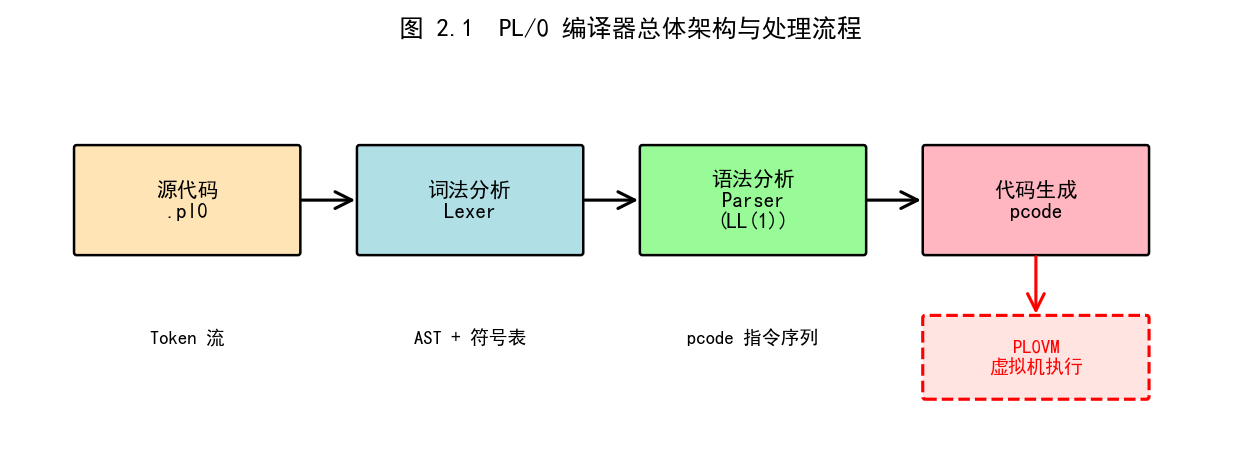 图 2.1 PL/0 编译器总体架构与处理流程
源代码
.pl0
词法分析
Lexer
语法分析
Parser
(LL(1))
代码生成
pcode
Token 流
AST + 符号表
pcode 指令序列
PL0VM
虚拟机执行